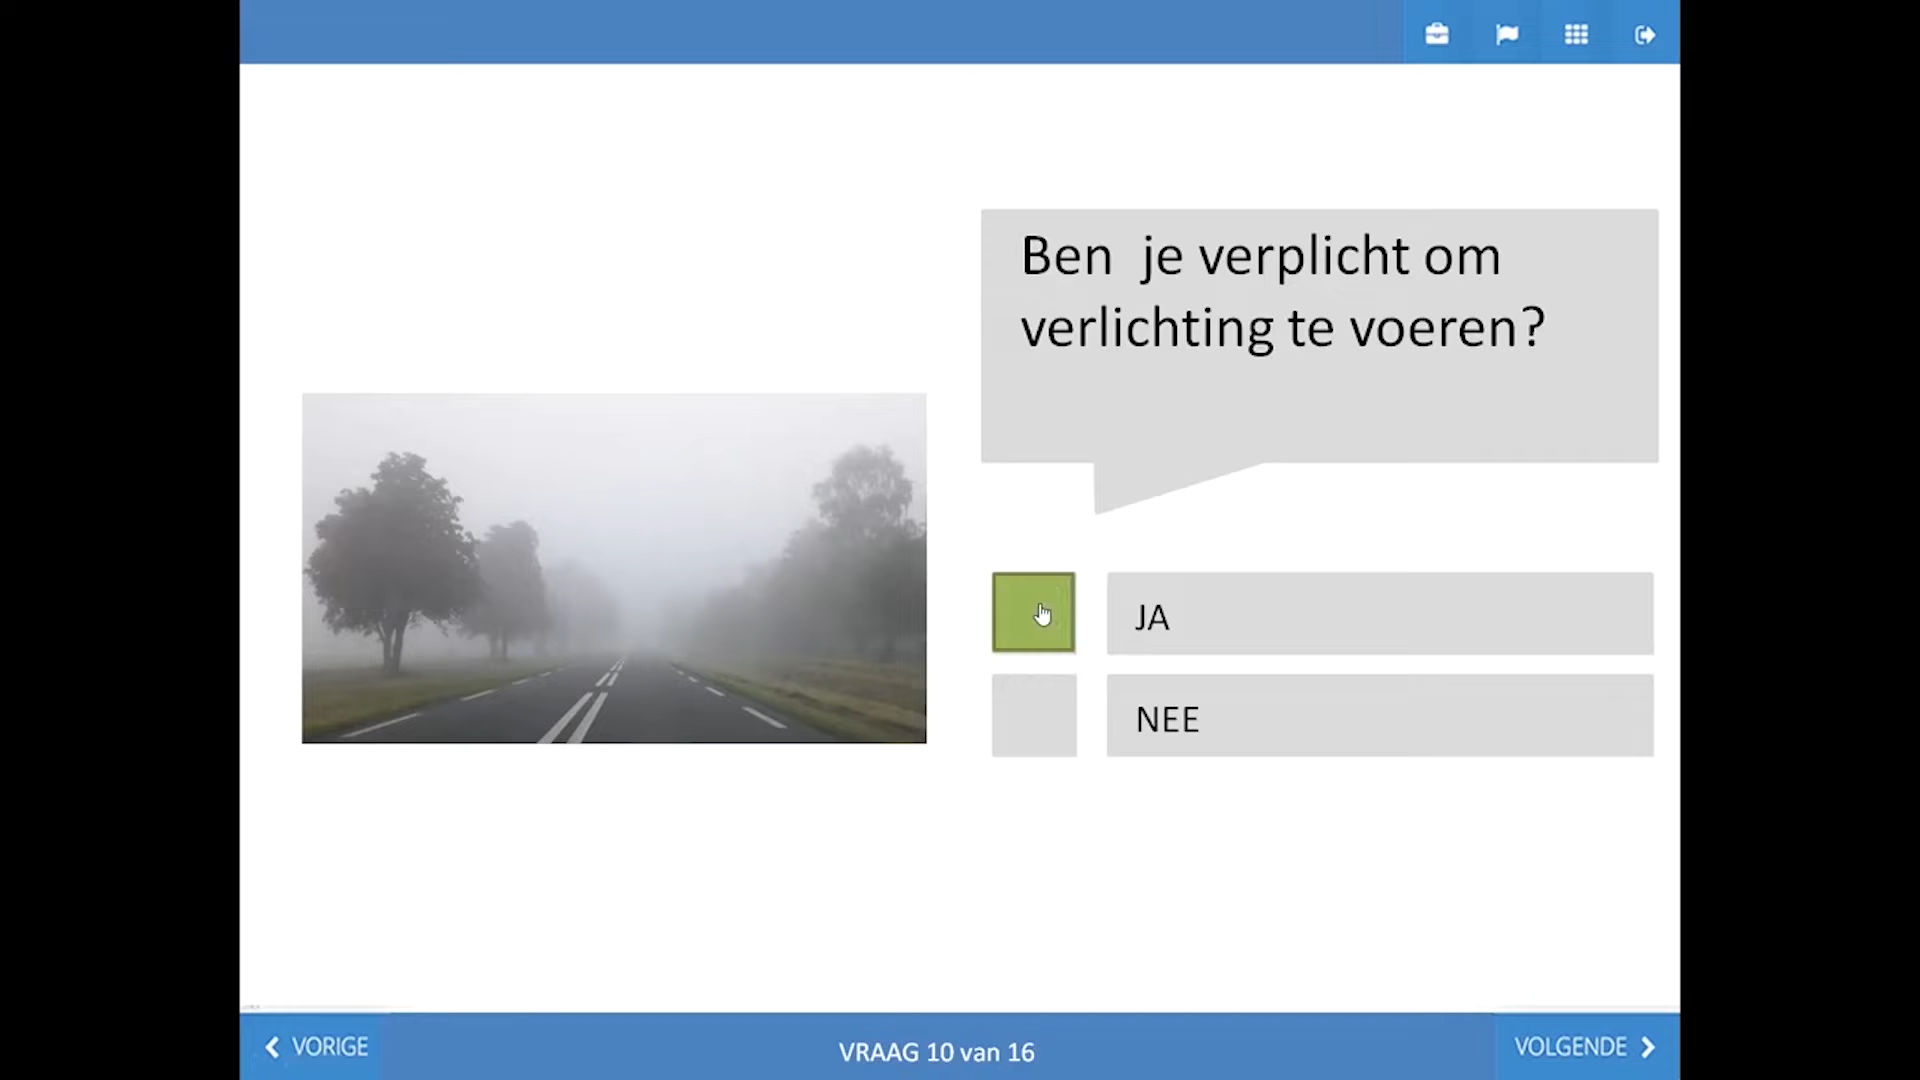 Ben je verplicht om
verlichting te voeren?
JA
NEE
VORIGE
VRAAG 10 van 16
VOLGENDE